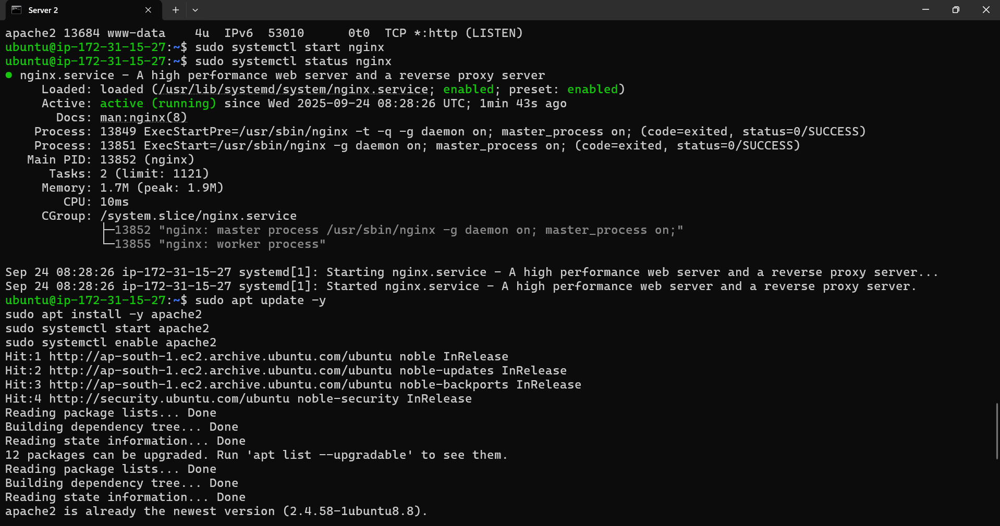 Server 2
apache2 13684 www-data    4u  IPv6  53010      0t0  TCP *:http (LISTEN)
ubuntu@ip-172-31-15-27:~$ sudo systemctl start nginx
ubuntu@ip-172-31-15-27:~$ sudo systemctl status nginx
● nginx.service - A high performance web server and a reverse proxy server
     Loaded: loaded (/usr/lib/systemd/system/nginx.service; enabled; preset: enabled)
     Active: active (running) since Wed 2025-09-24 08:28:26 UTC; 1min 43s ago
       Docs: man:nginx(8)
    Process: 13849 ExecStartPre=/usr/sbin/nginx -t -q -g daemon on; master_process on; (code=exited, status=0/SUCCESS)
    Process: 13851 ExecStart=/usr/sbin/nginx -g daemon on; master_process on; (code=exited, status=0/SUCCESS)
   Main PID: 13852 (nginx)
      Tasks: 2 (limit: 1121)
     Memory: 1.7M (peak: 1.9M)
        CPU: 10ms
     CGroup: /system.slice/nginx.service
             ├─13852 "nginx: master process /usr/sbin/nginx -g daemon on; master_process on;"
             └─13855 "nginx: worker process"
Sep 24 08:28:26 ip-172-31-15-27 systemd[1]: Starting nginx.service - A high performance web server and a reverse proxy server...
Sep 24 08:28:26 ip-172-31-15-27 systemd[1]: Started nginx.service - A high performance web server and a reverse proxy server.
ubuntu@ip-172-31-15-27:~$ sudo apt update -y
sudo apt install -y apache2
sudo systemctl start apache2
sudo systemctl enable apache2
Hit:1 http://ap-south-1.ec2.archive.ubuntu.com/ubuntu noble InRelease
Hit:2 http://ap-south-1.ec2.archive.ubuntu.com/ubuntu noble-updates InRelease
Hit:3 http://ap-south-1.ec2.archive.ubuntu.com/ubuntu noble-backports InRelease
Hit:4 http://security.ubuntu.com/ubuntu noble-security InRelease
Reading package lists... Done
Building dependency tree... Done
Reading state information... Done
12 packages can be upgraded. Run 'apt list --upgradable' to see them.
Reading package lists... Done
Building dependency tree... Done
Reading state information... Done
apache2 is already the newest version (2.4.58-1ubuntu8.8).